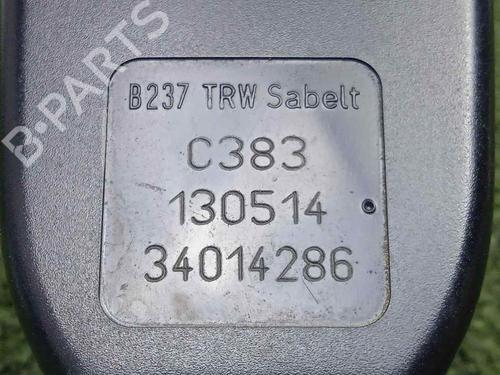 B-PARTS
B237 TRW Sabelt
C383
130514
34014286